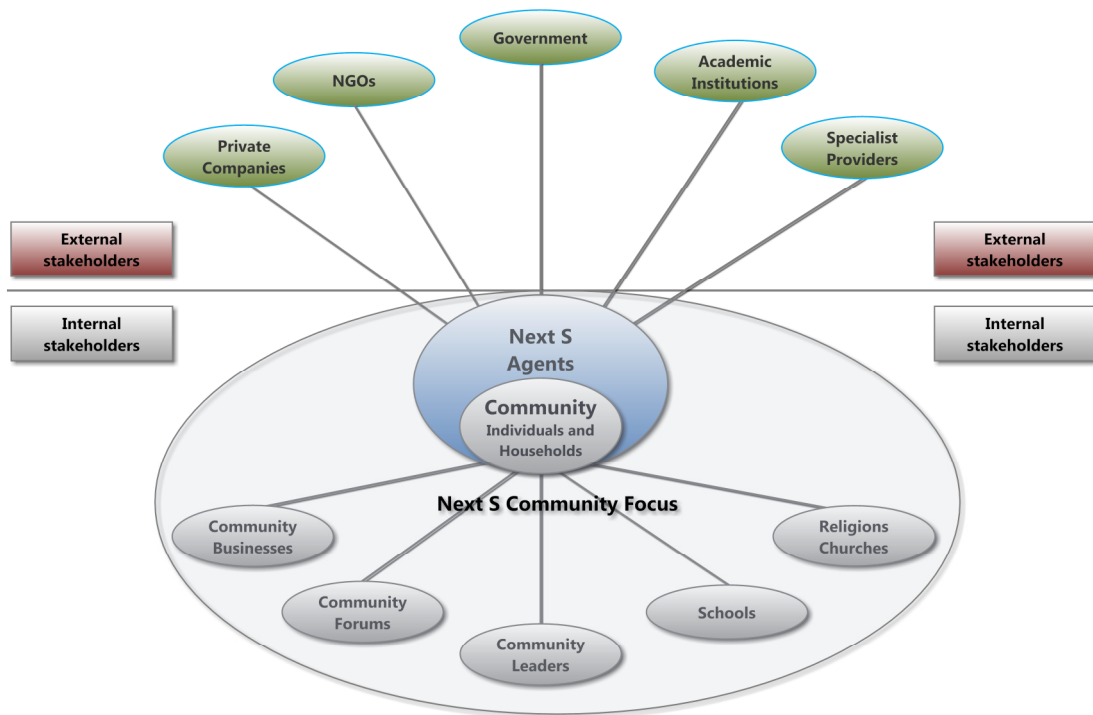 Government
NGOs
Academic
Institutions
Private
Companies
Specialist
Providers
External
stakeholders
External
stakeholders
Internal
stakeholders
Internal
stakeholders
Next S
Agents
Community
Individuals and
Households
Next S Community Focus
Community
Businesses
Religions
Churches
Community
Forums
Schools
Community
Leaders